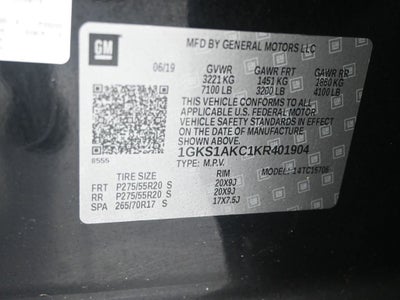 GM
MFD BY GENERAL MOTORS LLC
06/19 GVWR GAWR FRT GAWR RR
3221 KG 1451 KG 1860 KG
7100 LB 3200 LB 4100 LB
THIS VEHICLE CONFORMS TO ALL
APPLICABLE U.S. FEDERAL MOTOR
VEHICLE SAFETY STANDARDS IN EFFECT
ON THE DATE OF MANUFACTURE
SHOWN ABOVE.
1GKS1AKC1KR401904
TYPE: M.P.V. MODEL: 14TC15706
8555
TIRE SIZE RIM
FRT P275/55R20 S 20X9J
RR P275/55R20 S 20X9J
SPA 265/70R17 S 17X7.5J